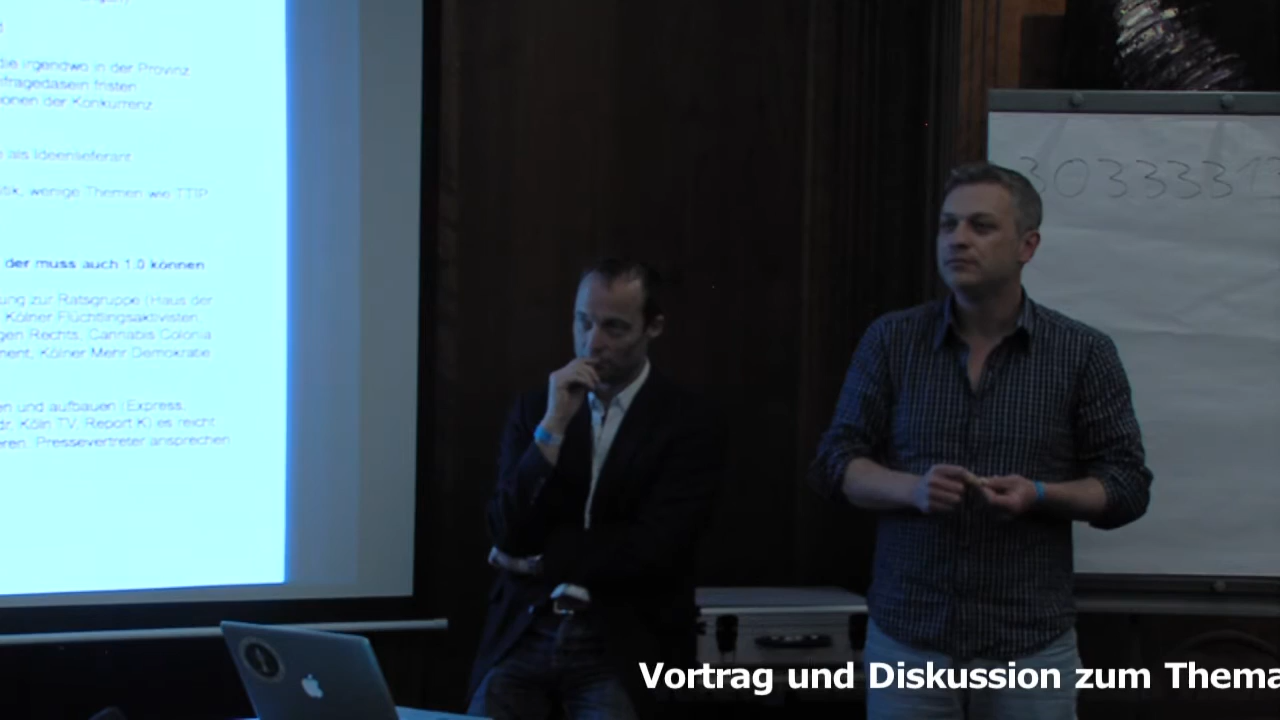 die irgendwo in der Provinz
fristen
ionen der Konkurrenz
als Ideenlieferant
wenige Themen wie TTIP
der muss auch 1.0 können
ung zur Ratsgruppe (Haus der
Kölner Flüchtlingsaktivisten,
gen Rechts, Cannabis Colonia
ment, Kölner Mehr Demokratie
en und aufbauen (Express,
dr, Köln TV, Report K) es reicht
eren, Pressevertreter ansprechen
3033331
Vortrag und Diskussion zum Thema